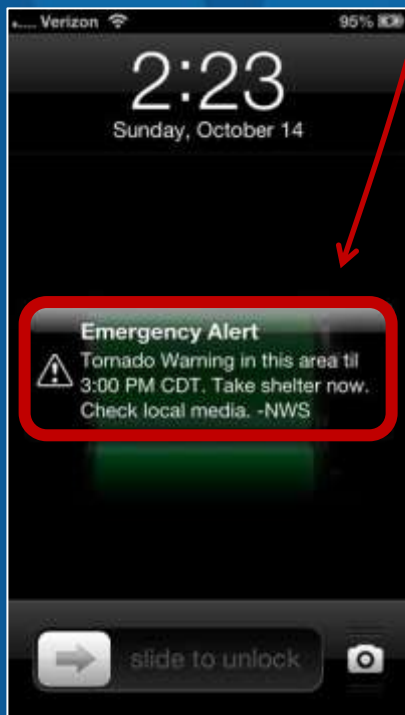 ..... Verizon 95%
2:23
Sunday, October 14
Emergency Alert
Tornado Warning in this area til
3:00 PM CDT. Take shelter now.
Check local media. -NWS
slide to unlock